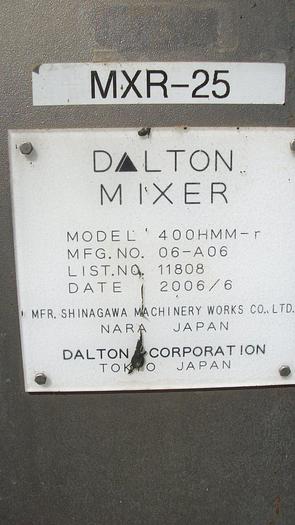 MXR-25
DALTON
MIXER
MODEL 400HMM-r
MFG.NO. 06-A06
LIST.NO. 11808
DATE 2006/6
MFR. SHINAGAWA MACHINERY WORKS CO., LTD.
NARA JAPAN
DALTON CORPORATION
TOKYO JAPAN